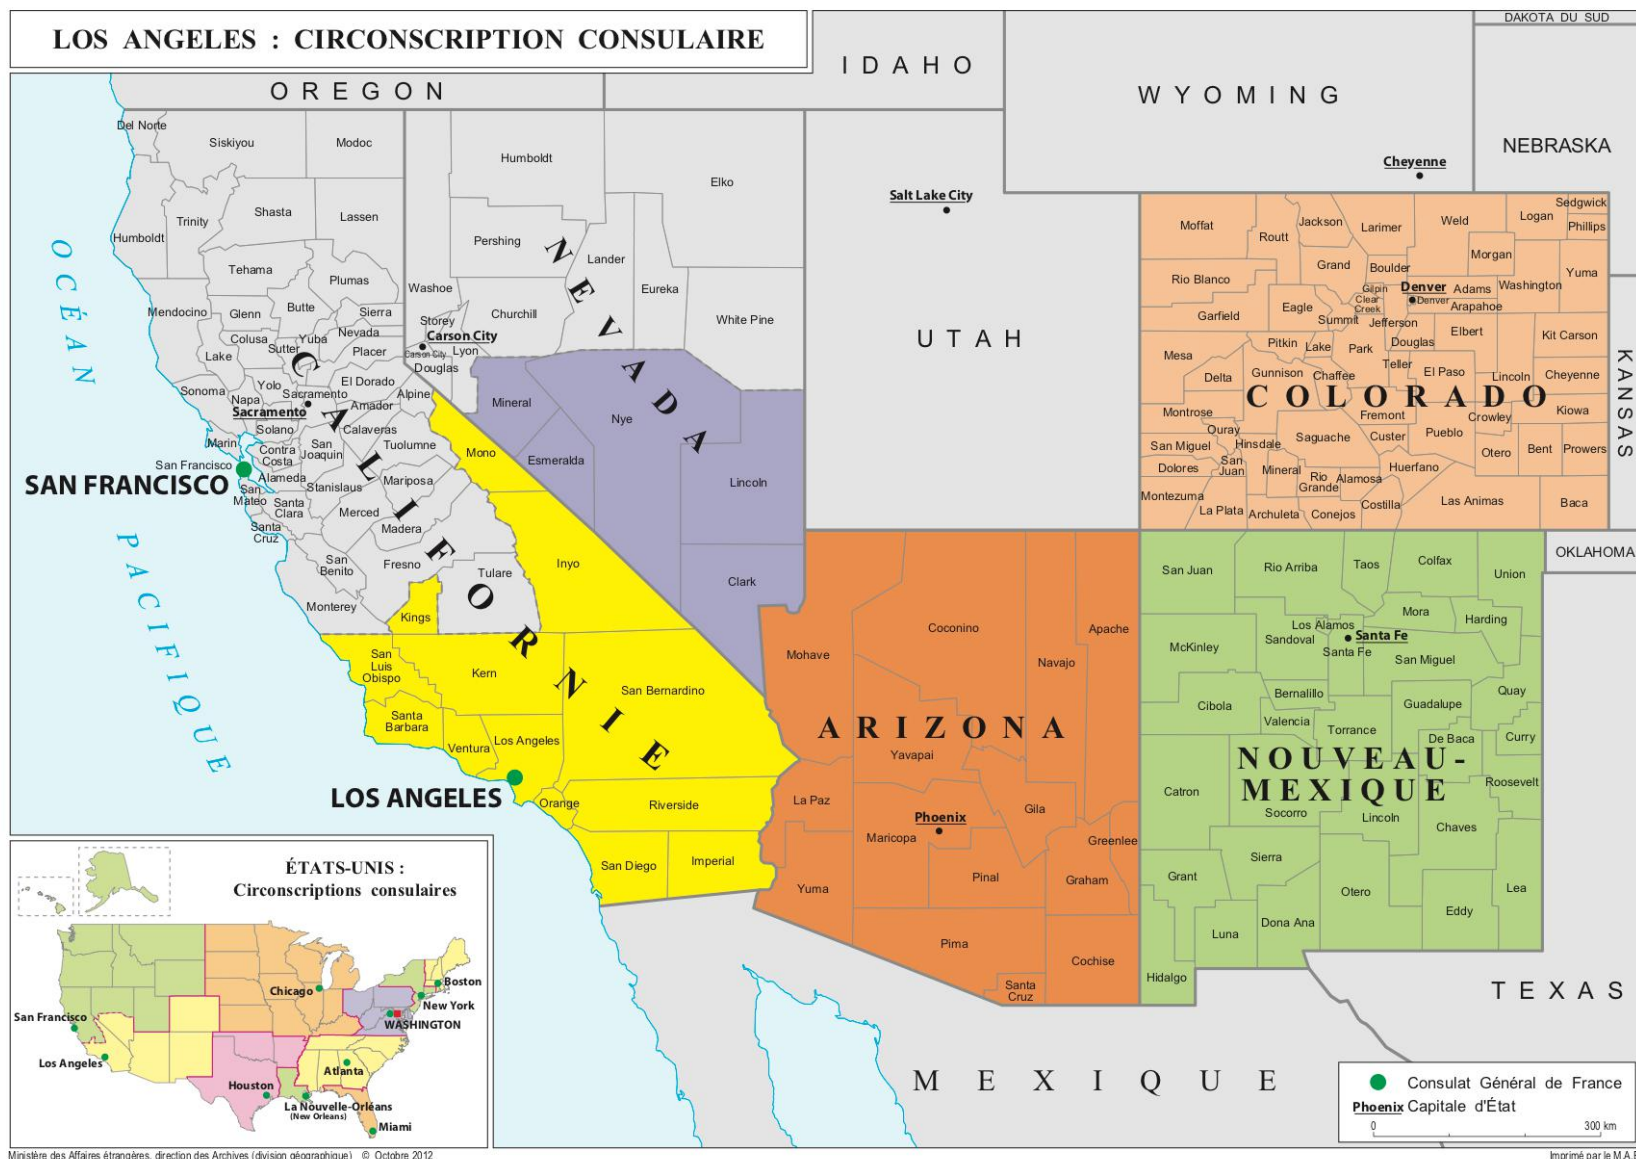 LOS ANGELES : CIRCONSCRIPTION CONSULAIRE
OREGON
IDAHO
WYOMING
DAKOTA DU SUD
NEBRASKA
KANSAS
OKLAHOMA
TEXAS
UTAH
MEXIQUE
OCÉAN
PACIFIQUE
NEVADA
CALIFORNIE
COLORADO
ARIZONA
NOUVEAU-
MEXIQUE
SAN FRANCISCO
LOS ANGELES
Cheyenne
Salt Lake City
Carson City
Sacramento
Denver
Santa Fe
Phoenix
Del Norte
Siskiyou
Modoc
Humboldt
Trinity
Shasta
Lassen
Tehama
Plumas
Mendocino
Glenn
Butte
Sierra
Colusa
Sutter
Yuba
Nevada
Placer
Lake
Sonoma
Napa
Yolo
Sacramento
El Dorado
Amador
Alpine
Solano
Calaveras
Tuolumne
Marin
San Francisco
Contra
Costa
San
Joaquin
Alameda
Stanislaus
Mariposa
San
Mateo
Santa
Clara
Merced
Santa
Cruz
Madera
San
Benito
Fresno
Tulare
Monterey
Kings
Mono
Inyo
San
Luis
Obispo
Kern
San Bernardino
Santa
Barbara
Ventura
Los Angeles
Orange
Riverside
San Diego
Imperial
Humboldt
Elko
Pershing
Lander
Eureka
Washoe
Churchill
White Pine
Storey
Carson City
Lyon
Douglas
Mineral
Nye
Esmeralda
Lincoln
Clark
Moffat
Routt
Jackson
Larimer
Weld
Logan
Sedgwick
Phillips
Morgan
Grand
Boulder
Rio Blanco
Gilpin
Clear
Creek
Denver
Adams
Arapahoe
Washington
Yuma
Garfield
Eagle
Summit
Jefferson
Douglas
Elbert
Kit Carson
Mesa
Pitkin
Lake
Park
Teller
Delta
Gunnison
Chaffee
El Paso
Lincoln
Cheyenne
Montrose
Fremont
Crowley
Kiowa
Ouray
San Miguel
Hinsdale
Saguache
Custer
Pueblo
Otero
Bent
Prowers
Dolores
San
Juan
Mineral
Rio
Grande
Alamosa
Huerfano
Montezuma
La Plata
Archuleta
Conejos
Costilla
Las Animas
Baca
Mohave
Coconino
Navajo
Apache
Yavapai
La Paz
Maricopa
Gila
Greenlee
Yuma
Pinal
Graham
Pima
Santa
Cruz
Cochise
San Juan
Rio Arriba
Taos
Colfax
Union
Mora
Harding
Los Alamos
Sandoval
Santa Fe
McKinley
San Miguel
Bernalillo
Cibola
Guadalupe
Quay
Valencia
Torrance
De Baca
Curry
Catron
Socorro
Lincoln
Roosevelt
Chaves
Sierra
Grant
Otero
Lea
Eddy
Luna
Dona Ana
Hidalgo
ÉTATS-UNIS :
Circonscriptions consulaires
San Francisco
Los Angeles
Chicago
Boston
New York
WASHINGTON
Atlanta
Houston
La Nouvelle-Orléans
(New Orleans)
Miami
Consulat Général de France
Phoenix Capitale d'État
0 300 km
Ministère des Affaires étrangères, direction des Archives (division géographique) © Octobre 2012
Imprimé par le M.A.E